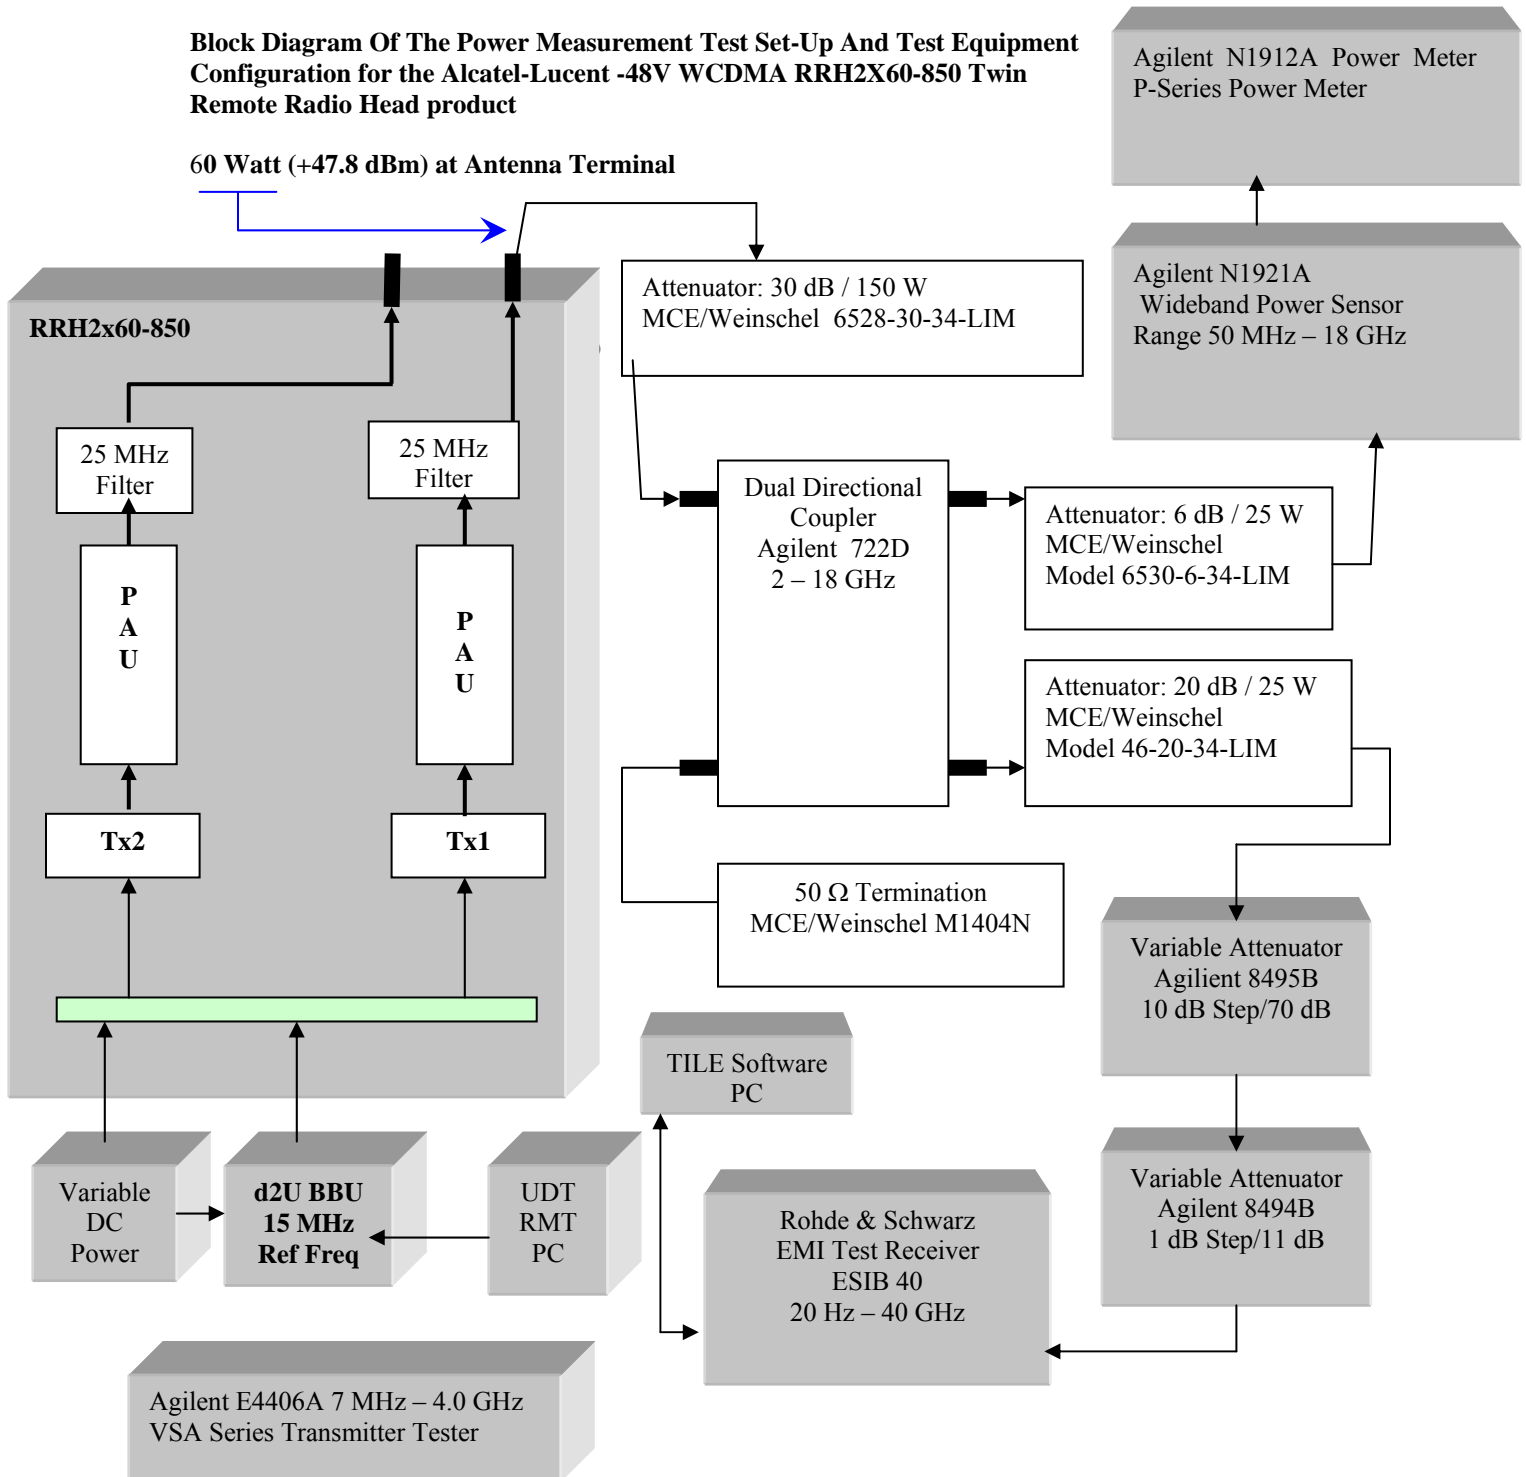 Block Diagram Of The Power Measurement Test Set-Up And Test Equipment
Configuration for the Alcatel-Lucent -48V WCDMA RRH2X60-850 Twin
Remote Radio Head product
60 Watt (+47.8 dBm) at Antenna Terminal
Agilent N1912A Power Meter
P-Series Power Meter
Agilent N1921A
Wideband Power Sensor
Range 50 MHz – 18 GHz
Attenuator: 30 dB / 150 W
MCE/Weinschel 6528-30-34-LIM
RRH2x60-850
25 MHz
Filter
25 MHz
Filter
P
A
U
P
A
U
Tx2
Tx1
Dual Directional
Coupler
Agilent 722D
2 – 18 GHz
Attenuator: 6 dB / 25 W
MCE/Weinschel
Model 6530-6-34-LIM
Attenuator: 20 dB / 25 W
MCE/Weinschel
Model 46-20-34-LIM
50 Ω Termination
MCE/Weinschel M1404N
Variable Attenuator
Agilient 8495B
10 dB Step/70 dB
TILE Software
PC
Variable Attenuator
Agilent 8494B
1 dB Step/11 dB
Variable
DC
Power
d2U BBU
15 MHz
Ref Freq
UDT
RMT
PC
Rohde & Schwarz
EMI Test Receiver
ESIB 40
20 Hz – 40 GHz
Agilent E4406A 7 MHz – 4.0 GHz
VSA Series Transmitter Tester